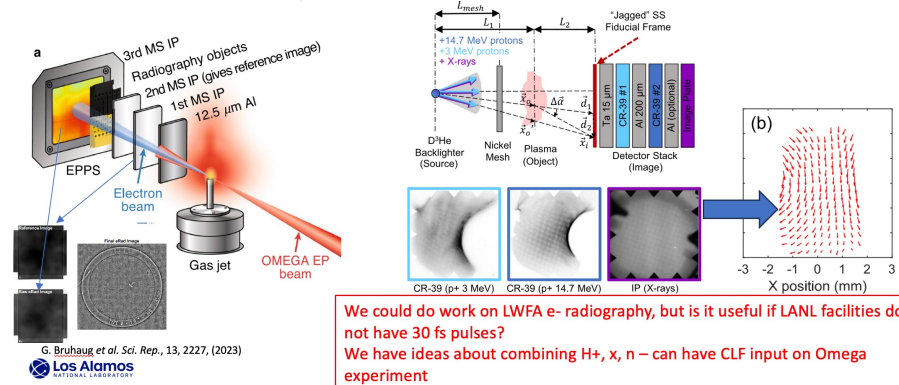 a
3rd MS IP
Radiography objects
2nd MS IP (gives reference image)
1st MS IP
12.5 μm Al
EPPS
Electron
beam
Reference Image
Final eRad Image
Raw eRad Image
Gas jet
OMEGA EP
beam
G. Bruhaug et al. Sci. Rep., 13, 2227, (2023)
Los Alamos
NATIONAL LABORATORY
L_mesh
L_1
L_2
"Jagged" SS
Fiducial Frame
+14.7 MeV protons
+3 MeV protons
+ X-rays
Δα⃗
x⃗_o
d⃗_1
d⃗_2
x⃗_i
D³He
Backlighter
(Source)
Nickel
Mesh
Plasma
(Object)
Ta 15 μm
CR-39 #1
Al 200 μm
CR-39 #2
Al (optional)
Image Plate
Detector Stack
(Image)
CR-39 (p+ 3 MeV)
CR-39 (p+ 14.7 MeV)
IP (X-rays)
(b)
-3 -2 -1 0 1 2 3
X position (mm)
We could do work on LWFA e- radiography, but is it useful if LANL facilities do
not have 30 fs pulses?
We have ideas about combining H+, x, n – can have CLF input on Omega
experiment